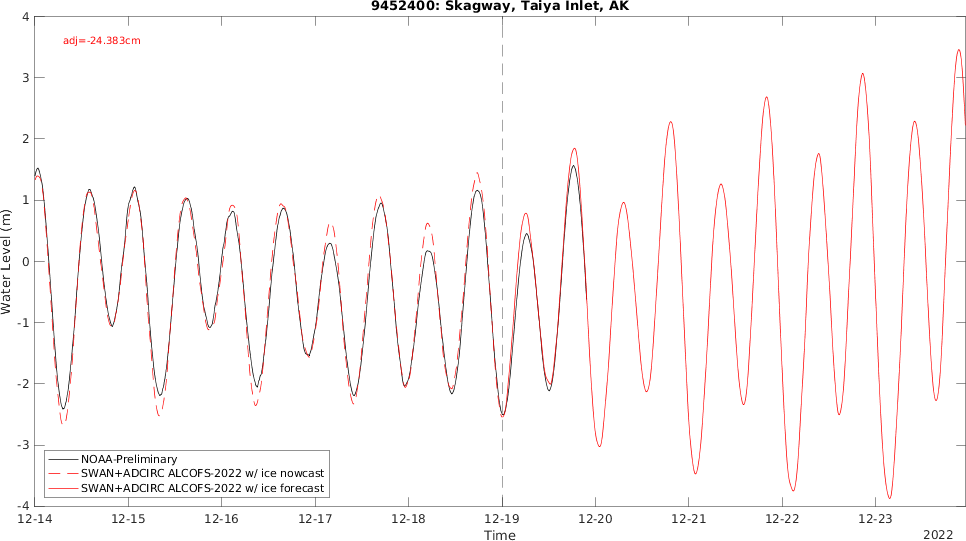 9452400: Skagway, Taiya Inlet, AK
adj=-24.383cm
4
3
2
1
0
-1
-2
-3
-4
Water Level (m)
NOAA-Preliminary
SWAN+ADCIRC ALCOFS-2022 w/ ice nowcast
SWAN+ADCIRC ALCOFS-2022 w/ ice forecast
12-14 12-15 12-16 12-17 12-18 12-19 12-20 12-21 12-22 12-23
Time
2022